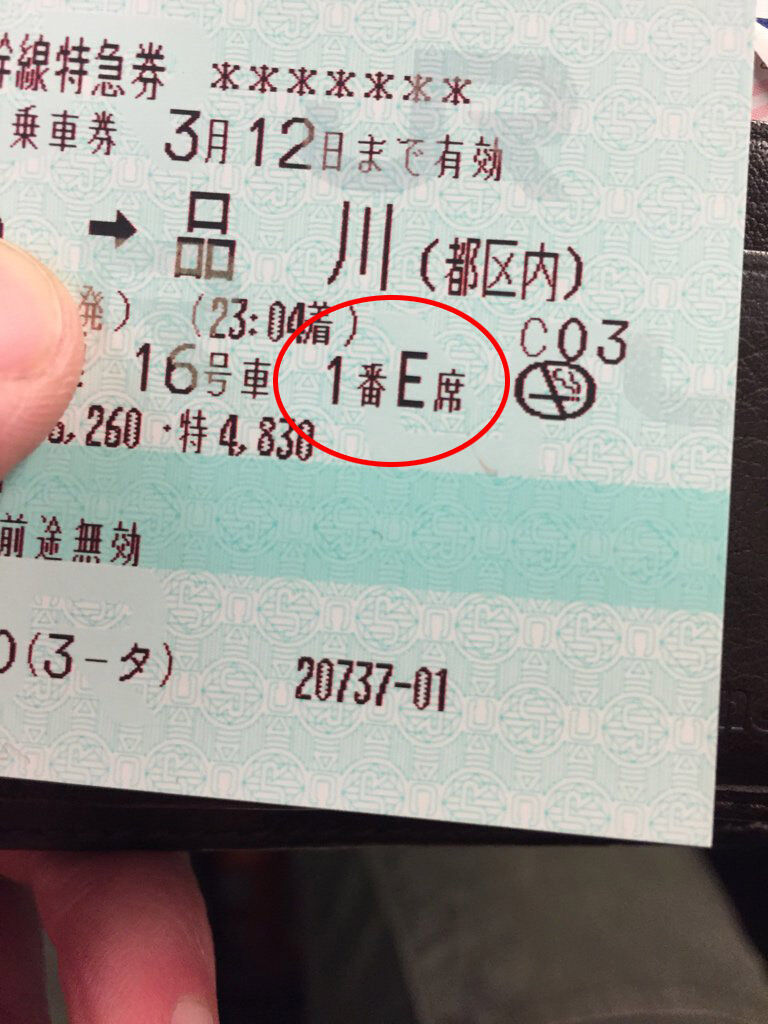 幹線特急券 *******
乗車券 3月12日まで有効
→ 品 川 (都区内)
発) (23:04着) C03
16号車 1番E席
,260・特4,830
前途無効
(3-タ) 20737-01